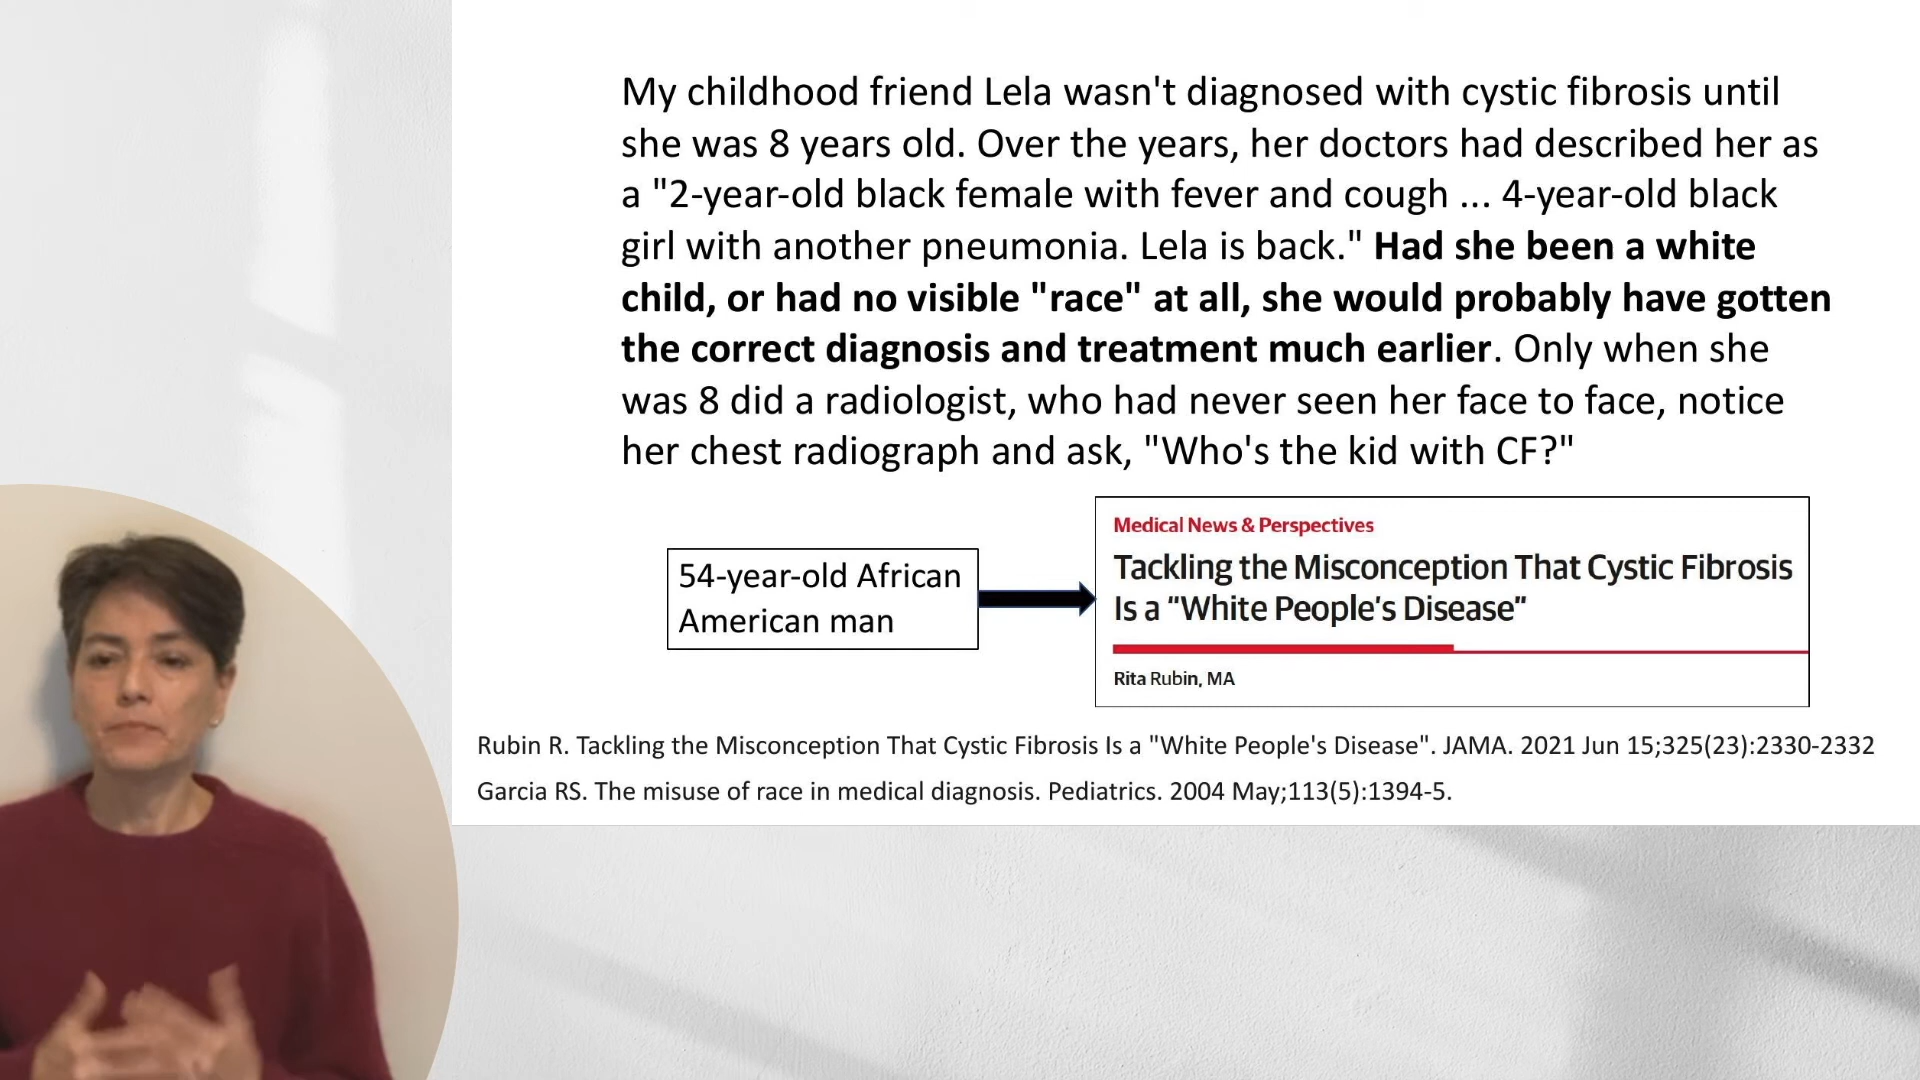 My childhood friend Lela wasn't diagnosed with cystic fibrosis until
she was 8 years old. Over the years, her doctors had described her as
a "2-year-old black female with fever and cough ... 4-year-old black
girl with another pneumonia. Lela is back." Had she been a white
child, or had no visible "race" at all, she would probably have gotten
the correct diagnosis and treatment much earlier. Only when she
was 8 did a radiologist, who had never seen her face to face, notice
her chest radiograph and ask, "Who's the kid with CF?"
54-year-old African
American man
Medical News & Perspectives
Tackling the Misconception That Cystic Fibrosis
Is a “White People’s Disease”
Rita Rubin, MA
Rubin R. Tackling the Misconception That Cystic Fibrosis Is a "White People's Disease". JAMA. 2021 Jun 15;325(23):2330-2332
Garcia RS. The misuse of race in medical diagnosis. Pediatrics. 2004 May;113(5):1394-5.